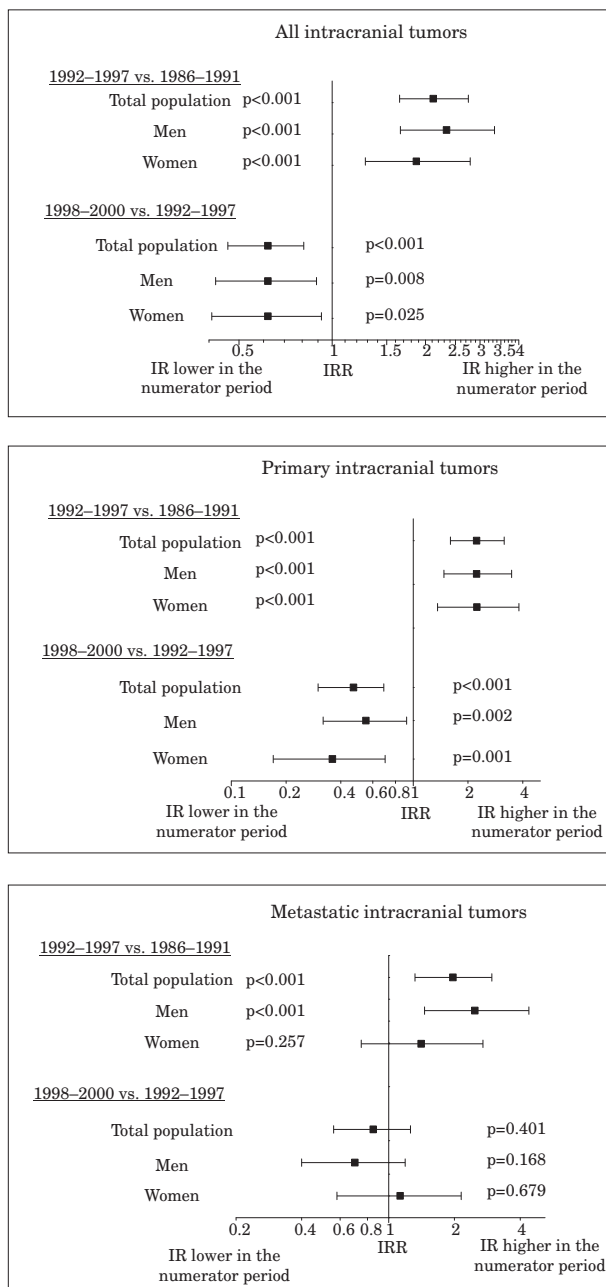 All intracranial tumors
1992–1997 vs. 1986–1991
Total population p<0.001
Men p<0.001
Women p<0.001
1998–2000 vs. 1992–1997
Total population p<0.001
Men p=0.008
Women p=0.025
0.5 1 1.5 2 2.5 3 3.5 4
IR lower in the numerator period
IRR
IR higher in the numerator period
Primary intracranial tumors
1992–1997 vs. 1986–1991
Total population p<0.001
Men p<0.001
Women p<0.001
1998–2000 vs. 1992–1997
Total population p<0.001
Men p=0.002
Women p=0.001
0.1 0.2 0.4 0.6 0.8 1 2 4
IR lower in the numerator period
IRR
IR higher in the numerator period
Metastatic intracranial tumors
1992–1997 vs. 1986–1991
Total population p<0.001
Men p<0.001
Women p=0.257
1998–2000 vs. 1992–1997
Total population p=0.401
Men p=0.168
Women p=0.679
0.2 0.4 0.6 0.8 1 2 4
IR lower in the numerator period
IRR
IR higher in the numerator period